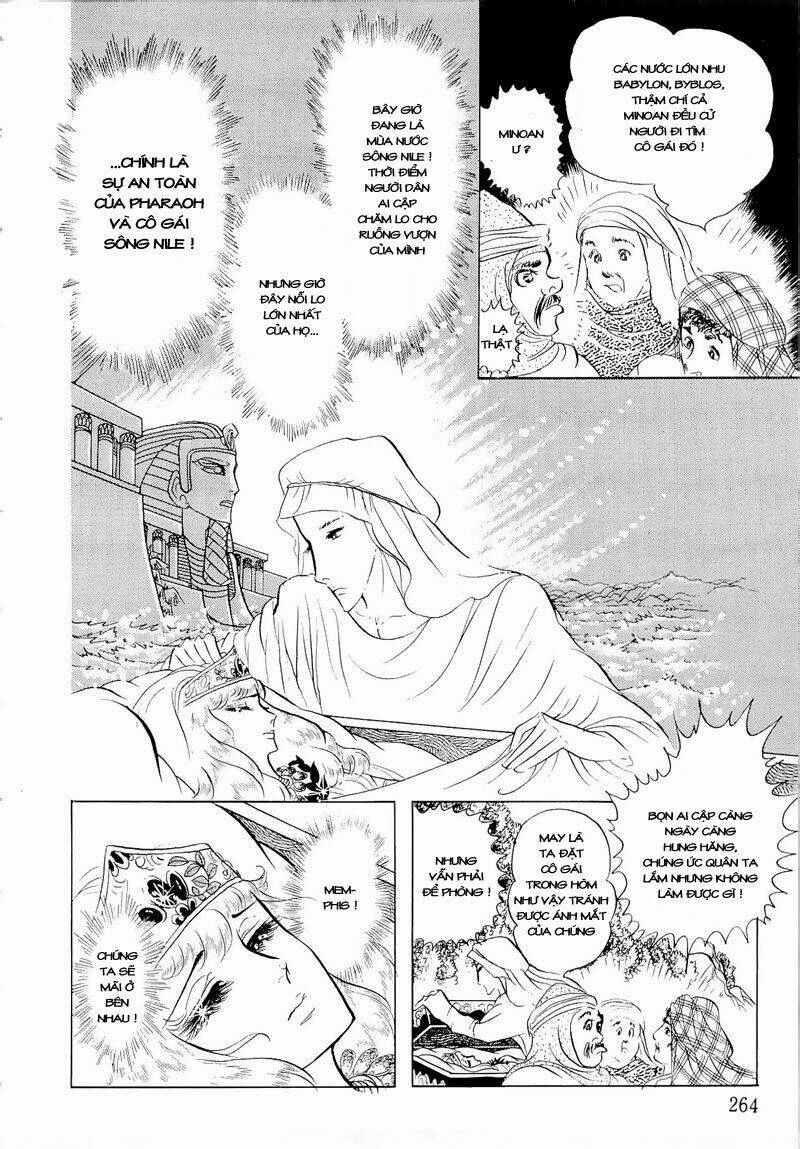 CÁC NƯỚC LỚN NHƯ
BABYLON, BYBLOS,
THẬM CHÍ CẢ
MINOAN ĐỀU CỬ
NGƯỜI ĐI TÌM
CÔ GÁI ĐÓ !
MINOAN
Ư ?
LẠ
THẬT
BÂY GIỜ
ĐANG LÀ
MÙA NƯỚC
SÔNG NILE !
THỜI ĐIỂM
NGƯỜI DÂN
AI CẬP
CHĂM LO CHO
RUỒNG VƯỢN
CỦA MÌNH
NHƯNG GIỜ
ĐÂY NỖI LO
LỚN NHẤT
CỦA HỌ...
...CHÍNH LÀ
SỰ AN TOÀN
CỦA PHARAOH
VÀ CÔ GÁI
SÔNG NILE !
BỌN AI CẬP CÀNG
NGÀY CÀNG
HUNG HĂNG,
CHÚNG ỨC QUÂN TA
LẮM NHƯNG KHÔNG
LÀM ĐƯỢC GÌ !
MAY LÀ
TA ĐẶT
CÔ GÁI
TRONG HÒM
NHƯ VẬY TRÁNH
ĐƯỢC ÁNH MẮT
CỦA CHÚNG
NHƯNG
VẪN PHẢI
ĐỀ PHÒNG !
MEM-
PHIS !
CHÚNG
TA SẼ
MÃI Ở
BÊN
NHAU !
264